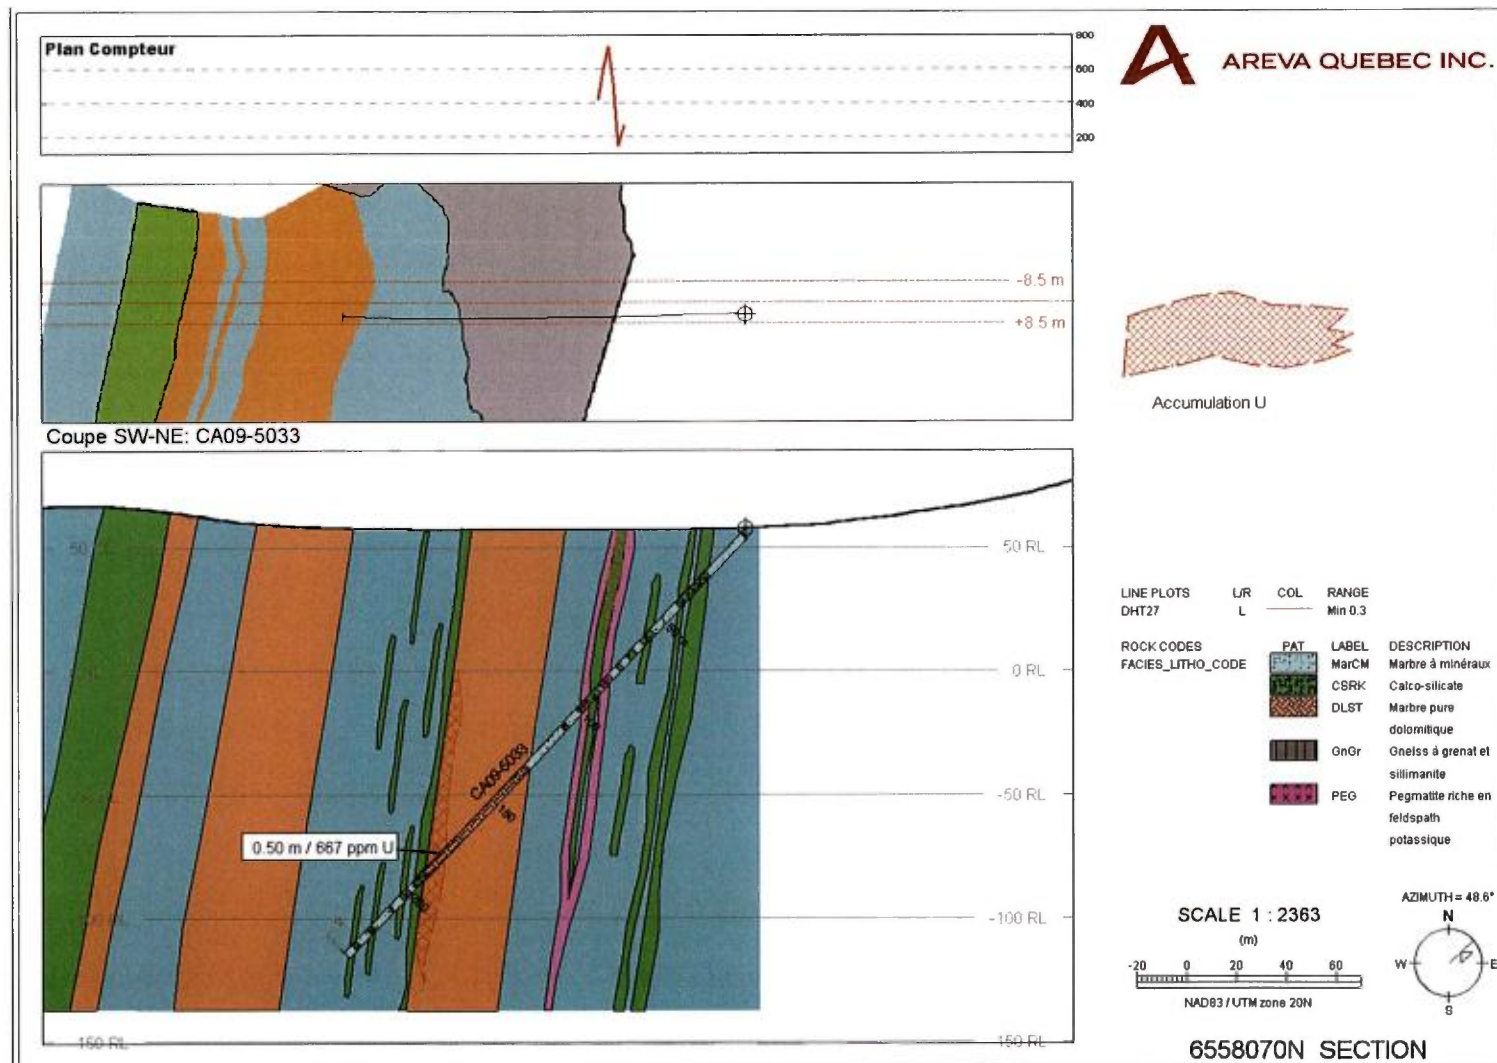 Plan Compteur
800
600
400
200
AREVA QUEBEC INC.
-8.5 m
+8.5 m
Accumulation U
Coupe SW-NE: CA09-5033
50 RL
0 RL
CA09-5033
-50 RL
0.50 m / 667 ppm U
-100 RL
-150 RL
150 RL
LINE PLOTS L/R COL RANGE
DHT27 L Min 0.3
ROCK CODES PAT LABEL DESCRIPTION
FACIES_LITHO_CODE MarCM Marbre à minéraux
CSRK Calco-silicate
DLST Marbre pure
dolomitique
GnGr Gneiss à grenat et
sillimanite
PEG Pegmatite riche en
feldspath
potassique
SCALE 1 : 2363
(m)
-20 0 20 40 60
NAD83 / UTM zone 20N
AZIMUTH = 48.6°
N
W E
S
6558070N SECTION